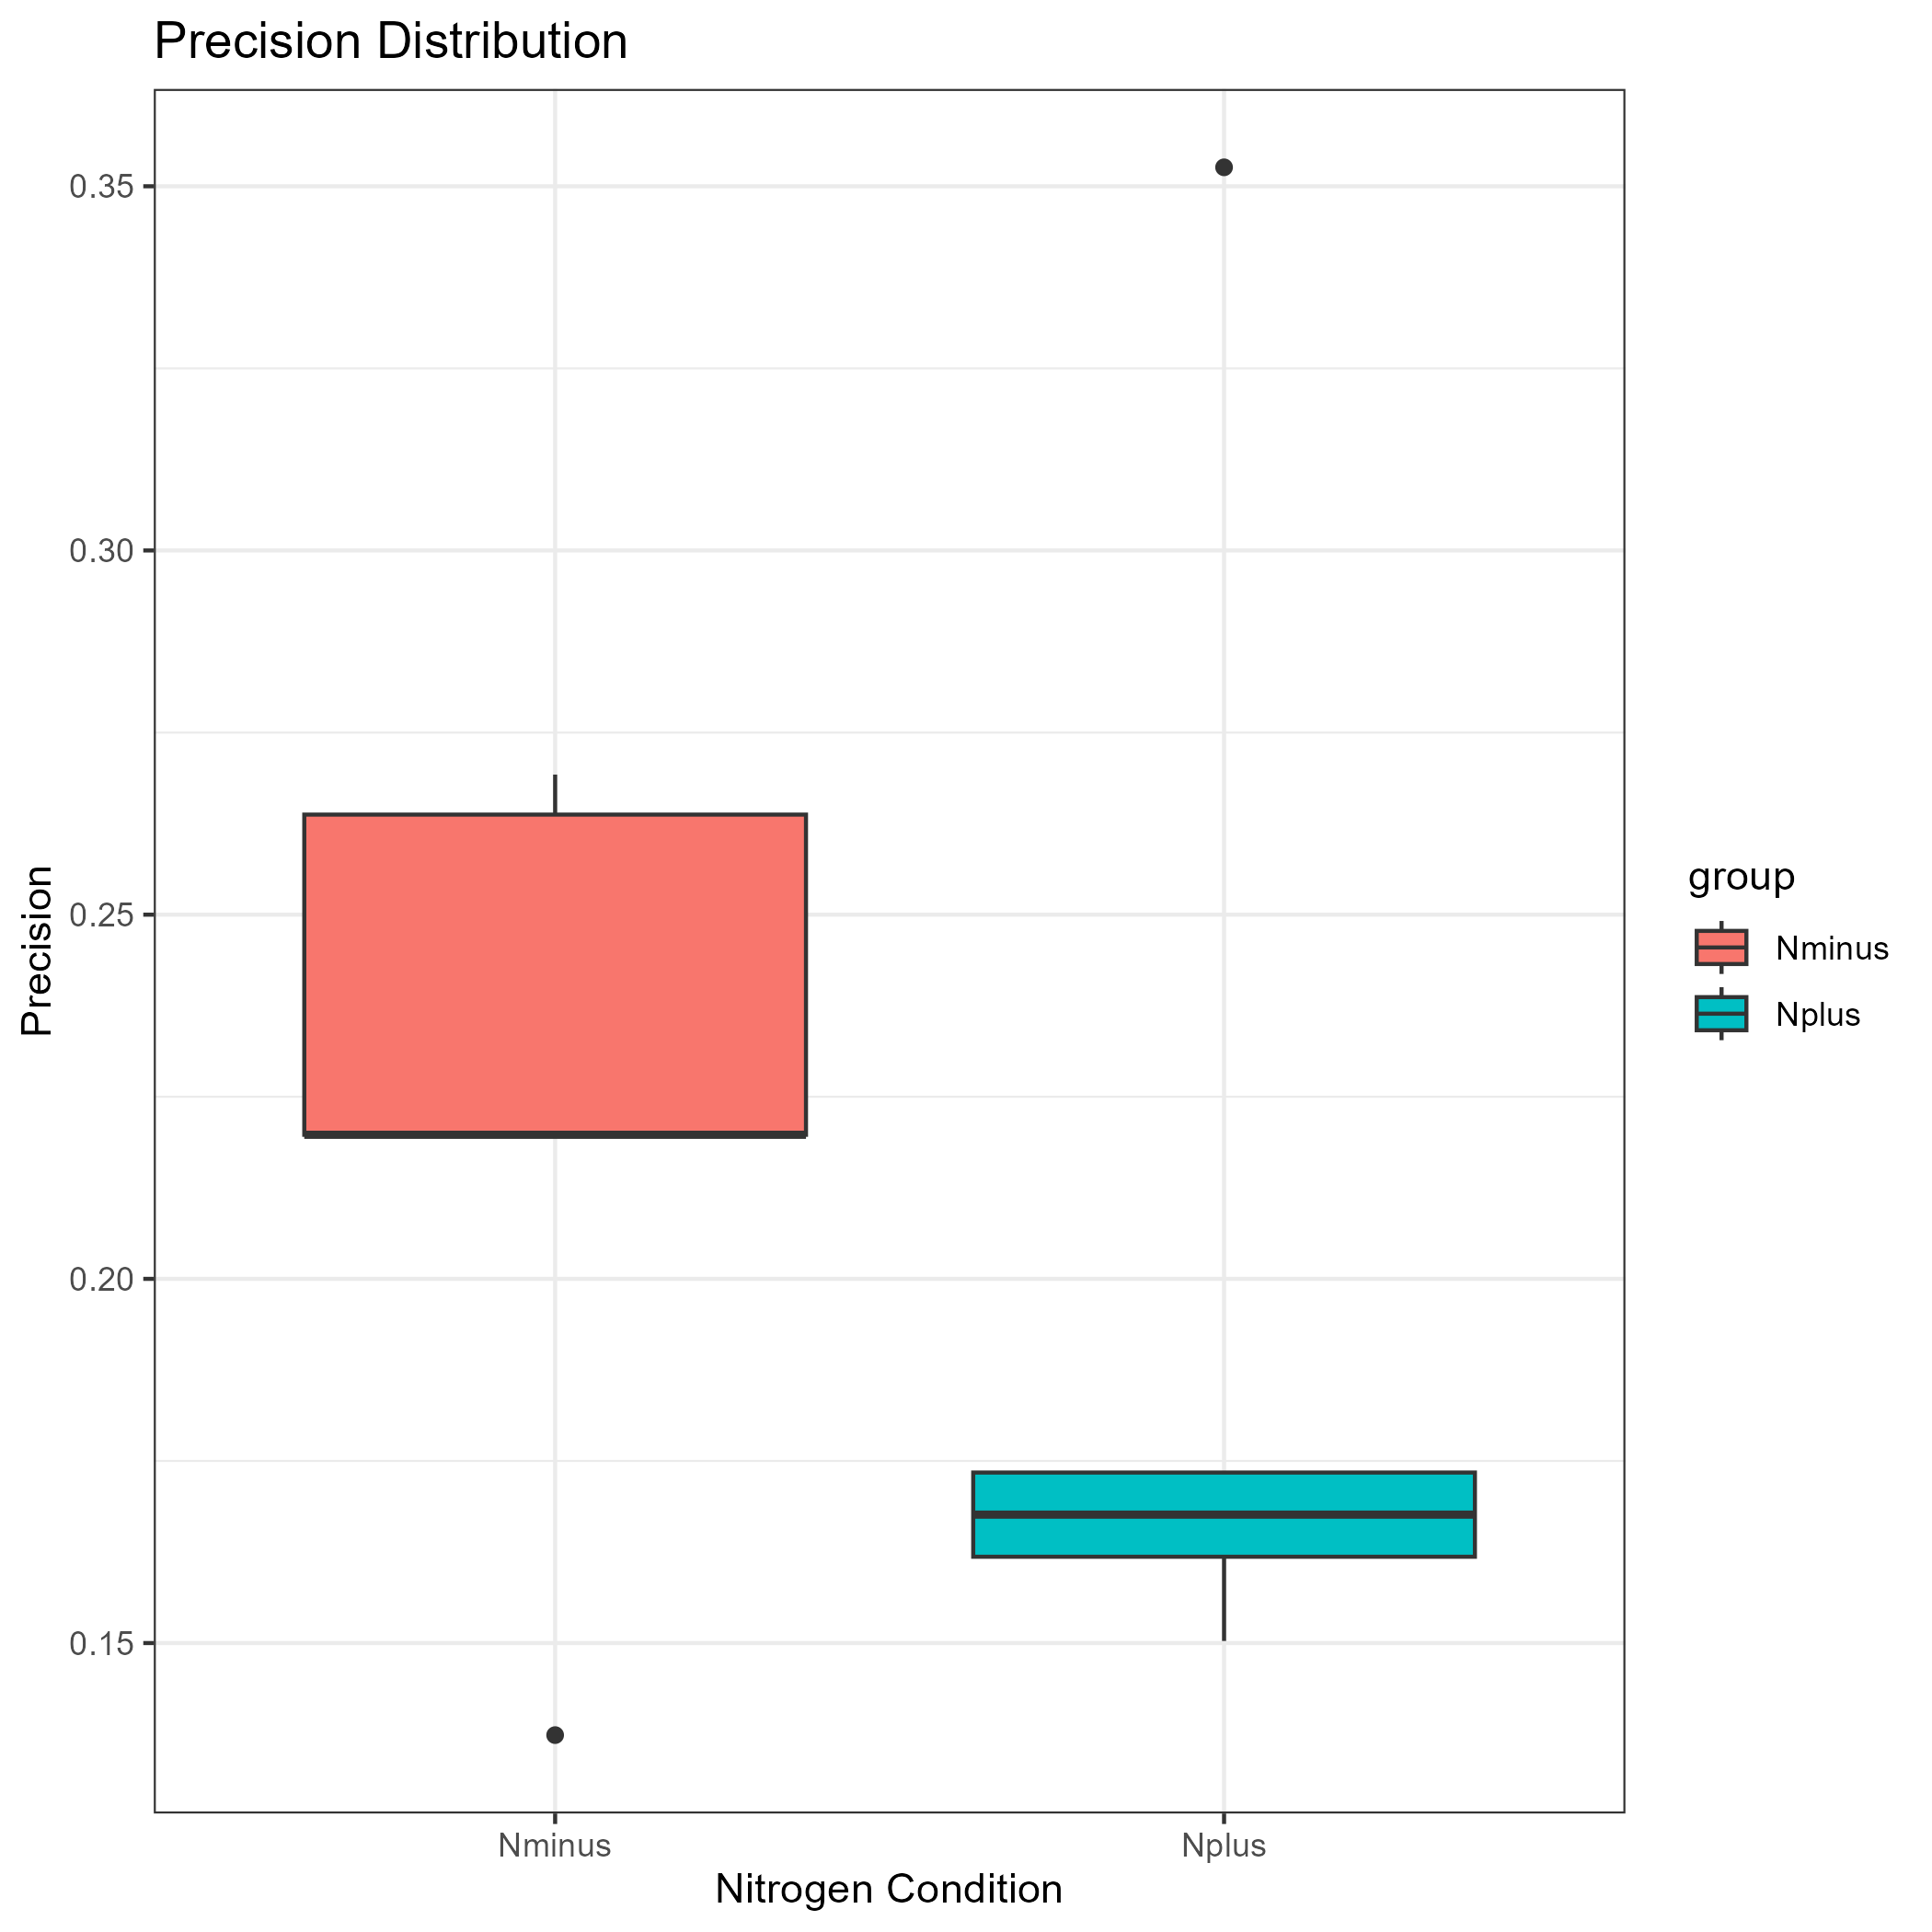 Precision Distribution
0.35
0.30
0.25
0.20
0.15
Precision
Nminus
Nplus
Nitrogen Condition
group
Nminus
Nplus